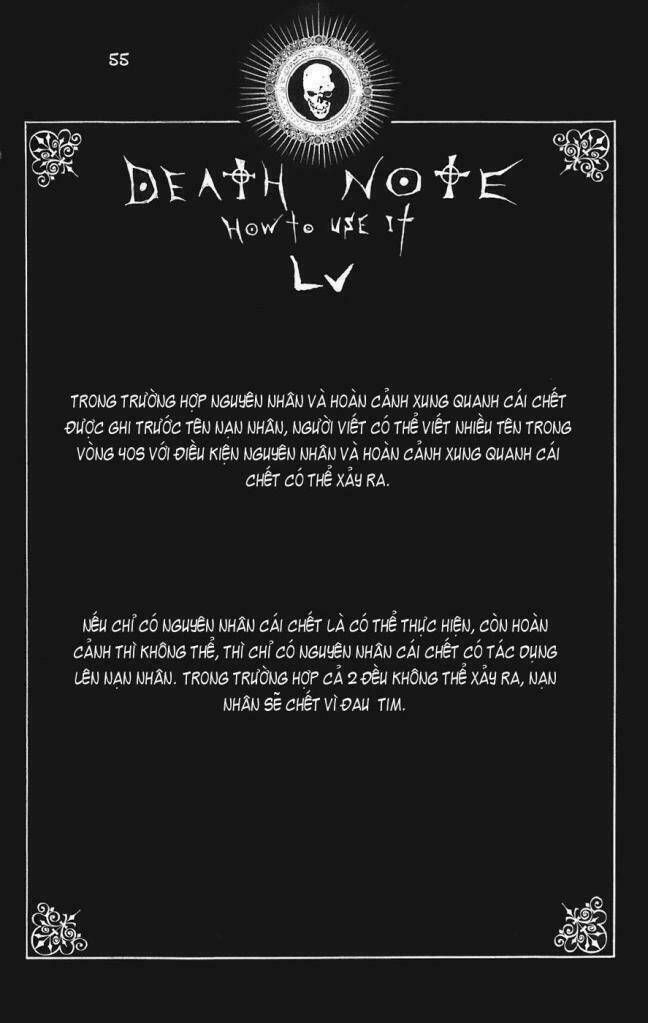 55
DEATH NOTE
HOW TO USE IT
LV
TRONG TRƯỜNG HỢP NGUYÊN NHÂN VÀ HOÀN CẢNH XUNG QUANH CÁI CHẾT
ĐƯỢC GHI TRƯỚC TÊN NẠN NHÂN, NGƯỜI VIẾT CÓ THỂ VIẾT NHIỀU TÊN TRONG
VÒNG 40S VỚI ĐIỀU KIỆN NGUYÊN NHÂN VÀ HOÀN CẢNH XUNG QUANH CÁI
CHẾT CÓ THỂ XẢY RA.
NẾU CHỈ CÓ NGUYÊN NHÂN CÁI CHẾT LÀ CÓ THỂ THỰC HIỆN, CÒN HOÀN
CẢNH THÌ KHÔNG THỂ, THÌ CHỈ CÓ NGUYÊN NHÂN CÁI CHẾT CÓ TÁC DỤNG
LÊN NẠN NHÂN. TRONG TRƯỜNG HỢP CẢ 2 ĐỀU KHÔNG THỂ XẢY RA, NẠN
NHÂN SẼ CHẾT VÌ ĐAU TIM.